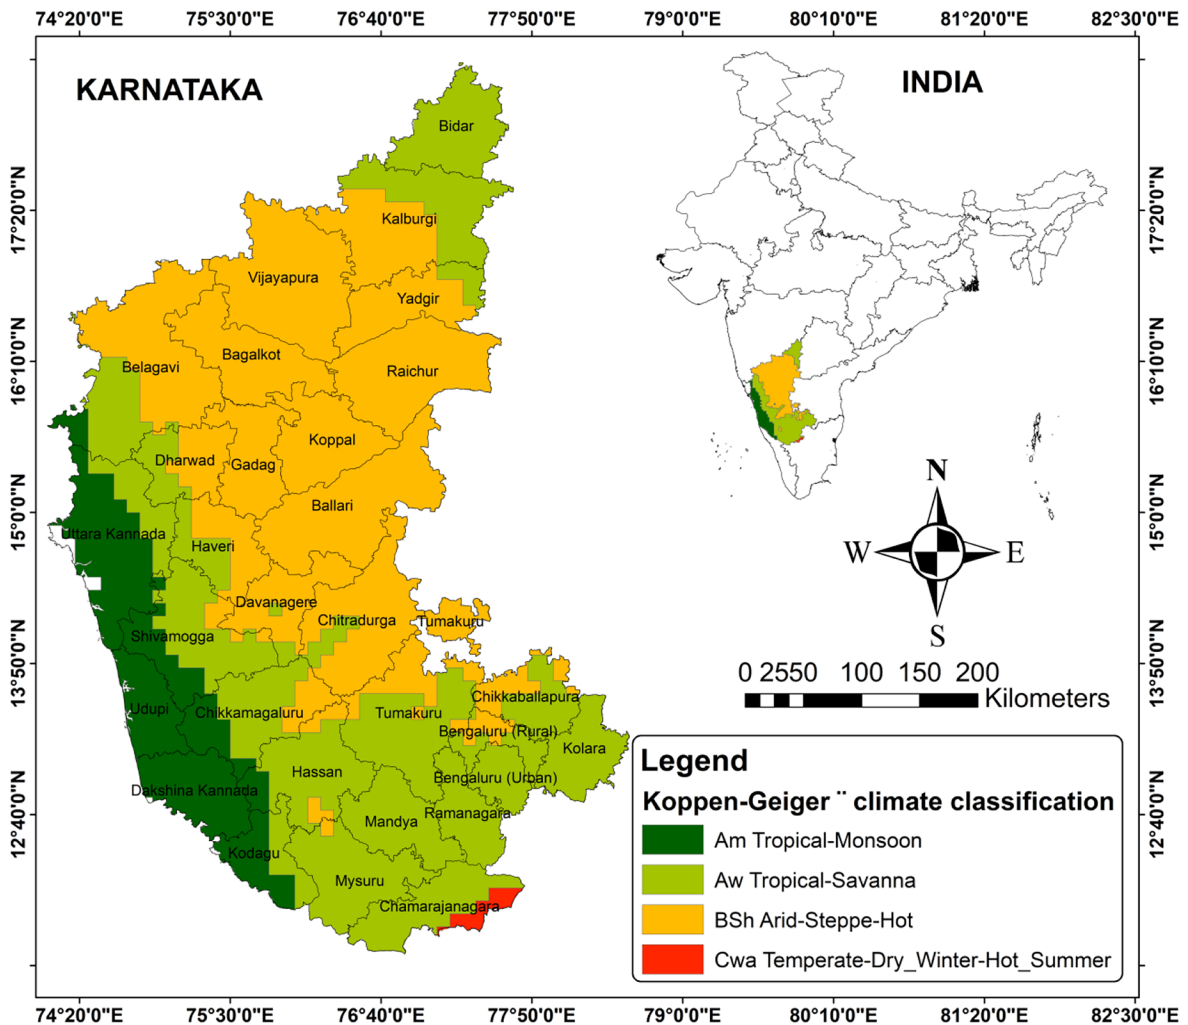 74°20'0"E 75°30'0"E 76°40'0"E 77°50'0"E 79°0'0"E 80°10'0"E 81°20'0"E 82°30'0"E
KARNATAKA
INDIA
17°20'0"N
16°10'0"N
15°0'0"N
13°50'0"N
12°40'0"N
17°20'0"N
16°10'0"N
15°0'0"N
13°50'0"N
12°40'0"N
Bidar
Kalburgi
Vijayapura
Yadgir
Bagalkot
Belagavi
Raichur
Koppal
Dharwad
Gadag
Ballari
Uttara Kannada
Haveri
Davanagere
Chitradurga
Tumakuru
Shivamogga
Chikkaballapura
Udupi
Chikkamagaluru
Tumakuru
Bengaluru (Rural)
Kolara
Hassan
Bengaluru (Urban)
Dakshina Kannada
Mandya
Ramanagara
Kodagu
Mysuru
Chamarajanagara
N
W
E
S
0 2550 100 150 200
Kilometers
Legend
Koppen-Geiger ¨ climate classification
Am Tropical-Monsoon
Aw Tropical-Savanna
BSh Arid-Steppe-Hot
Cwa Temperate-Dry_Winter-Hot_Summer
74°20'0"E 75°30'0"E 76°40'0"E 77°50'0"E 79°0'0"E 80°10'0"E 81°20'0"E 82°30'0"E